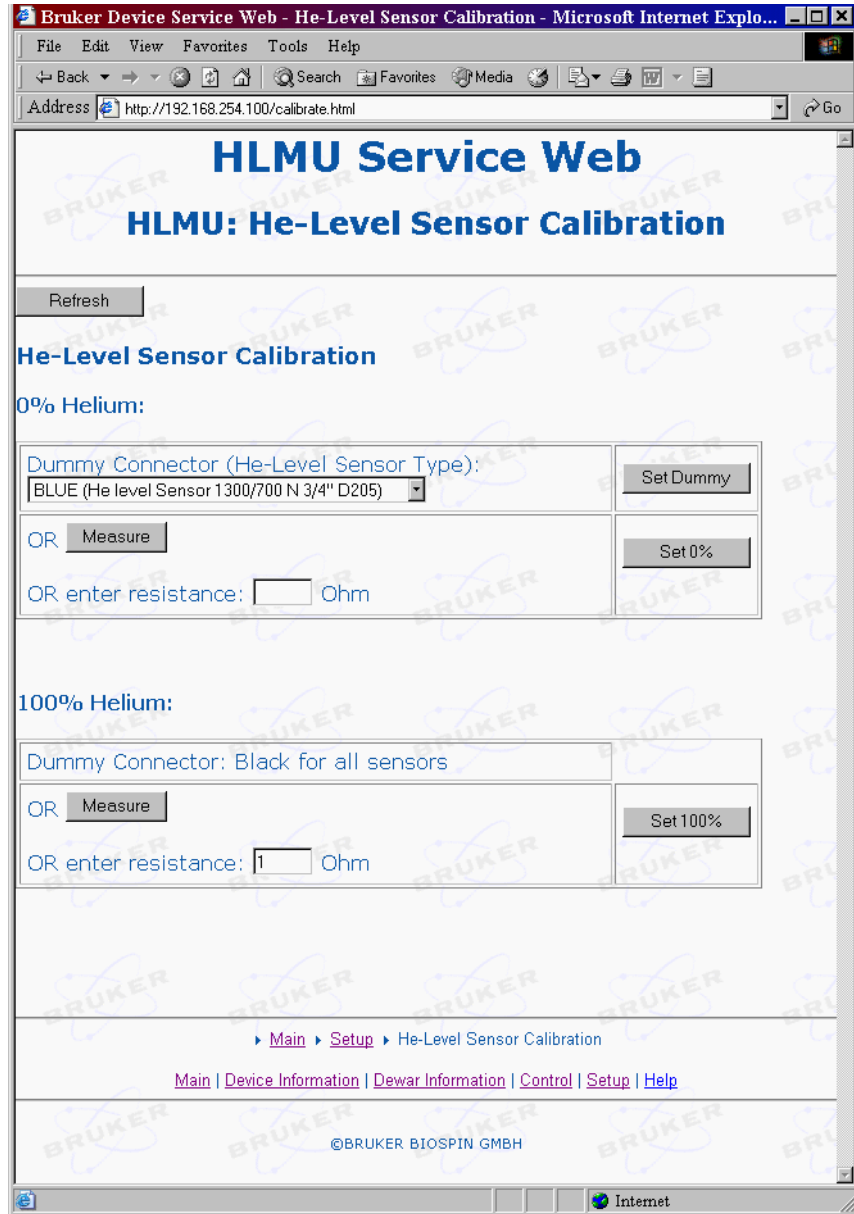 Bruker Device Service Web - He-Level Sensor Calibration - Microsoft Internet Explo...
File Edit View Favorites Tools Help
Back Search Favorites Media
Address http://192.168.254.100/calibrate.html Go
HLMU Service Web
HLMU: He-Level Sensor Calibration
Refresh
He-Level Sensor Calibration
0% Helium:
Dummy Connector (He-Level Sensor Type):
BLUE (He level Sensor 1300/700 N 3/4" D205) Set Dummy
OR Measure
Set 0%
OR enter resistance: Ohm
100% Helium:
Dummy Connector: Black for all sensors
OR Measure
Set 100%
OR enter resistance: 1 Ohm
Main Setup He-Level Sensor Calibration
Main | Device Information | Dewar Information | Control | Setup | Help
BRUKER
©BRUKER BIOSPIN GMBH
Internet